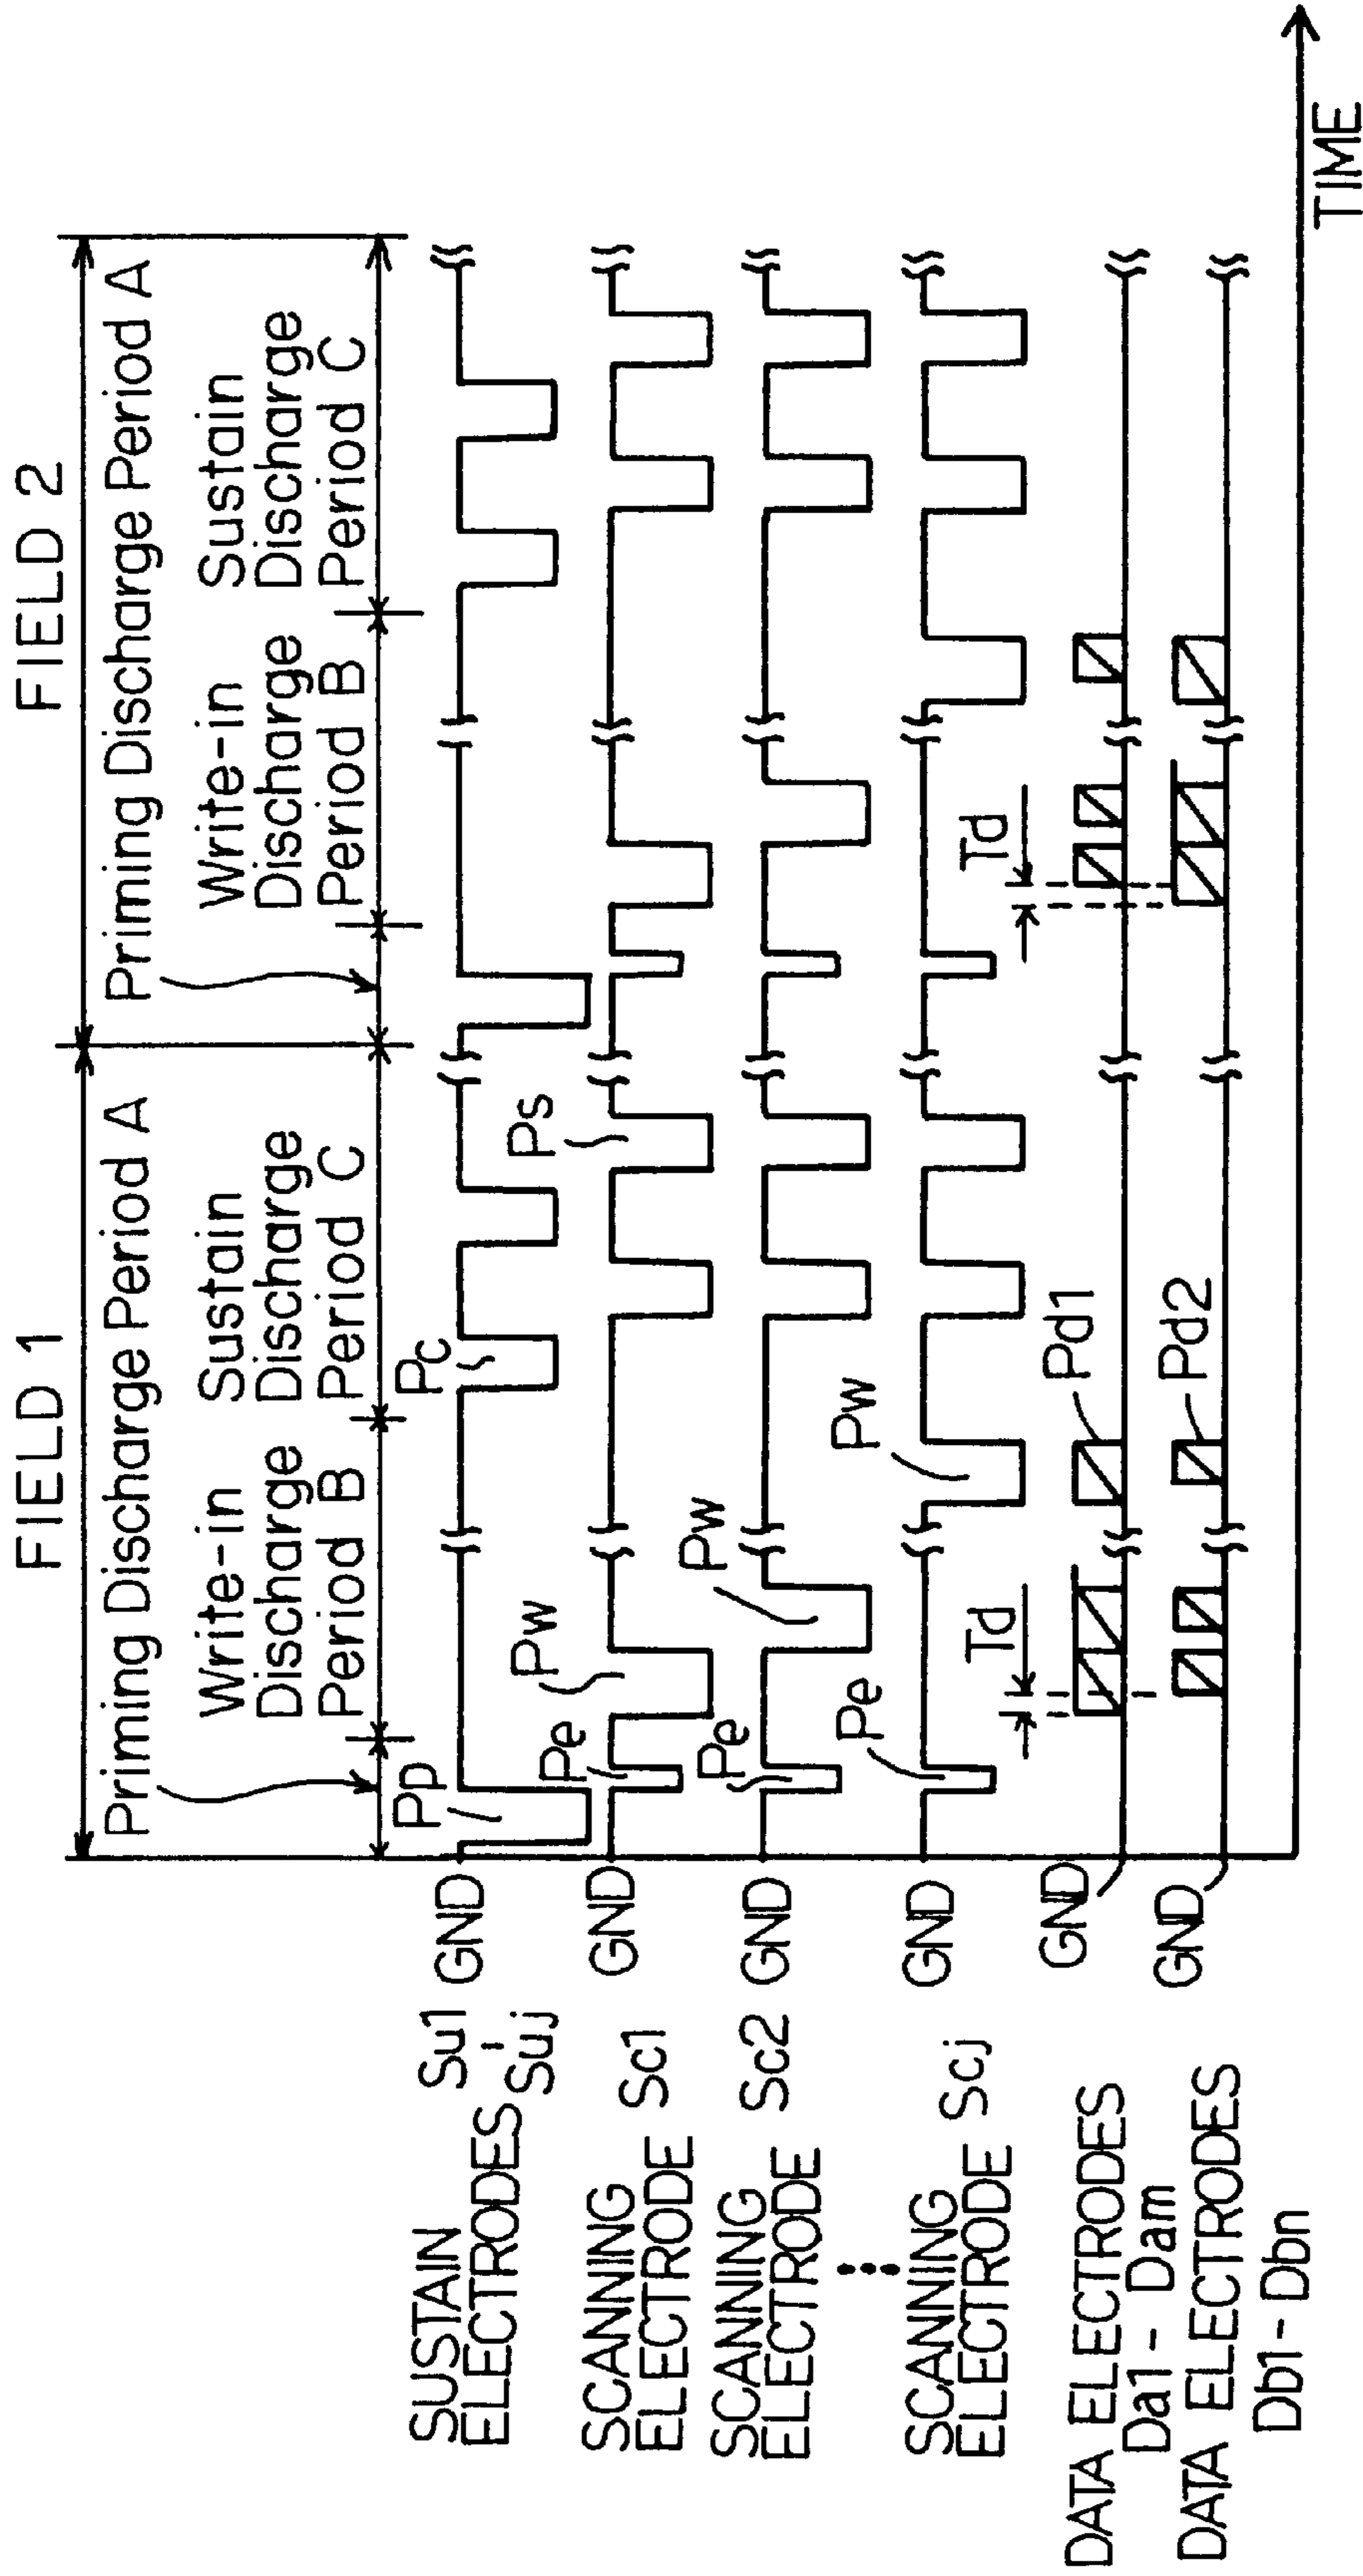 FIELD 1
FIELD 2
Priming Discharge Period A
Priming Discharge Period A
Write-in
Discharge
Period B
Sustain
Discharge
Period C
Write-in
Discharge
Period B
Sustain
Discharge
Period C
SUSTAIN
ELECTRODES
Su1
-
Suj
GND
Pp
Pc
SCANNING
ELECTRODE Sc1
GND
Pe
Pw
Ps
SCANNING
ELECTRODE Sc2
GND
Pe
Pw
SCANNING
ELECTRODE Scj
GND
Pe
Pw
Td
Td
DATA ELECTRODES
Da1 - Dam
GND
Pd1
DATA ELECTRODES
Db1 - Dbn
GND
Pd2
TIME